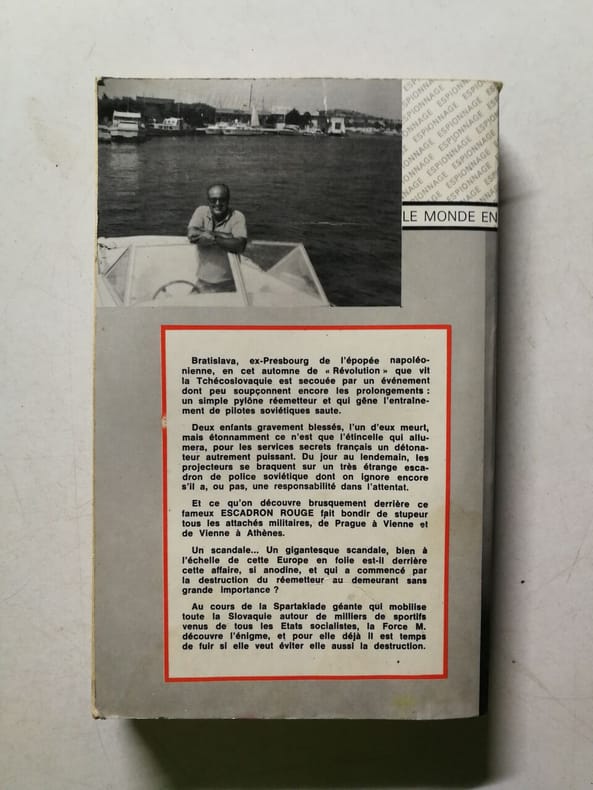 ESPIONNAGE ESPIONNAGE ESPIONNAGE
LE MONDE EN
Bratislava, ex-Presbourg de l'épopée napoléo-
nienne, en cet automne de « Révolution » que vit
la Tchécoslovaquie est secouée par un événement
dont peu soupçonnent encore les prolongements :
un simple pylône réemetteur et qui gêne l'entraîne-
ment de pilotes soviétiques saute.
Deux enfants gravement blessés, l'un d'eux meurt,
mais étonnamment ce n'est que l'étincelle qui allu-
mera, pour les services secrets français un détona-
teur autrement puissant. Du jour au lendemain, les
projecteurs se braquent sur un très étrange esca-
dron de police soviétique dont on ignore encore
s'il a, ou pas, une responsabilité dans l'attentat.
Et ce qu'on découvre brusquement derrière ce
fameux ESCADRON ROUGE fait bondir de stupeur
tous les attachés militaires, de Prague à Vienne et
de Vienne à Athènes.
Un scandale... Un gigantesque scandale, bien à
l'échelle de cette Europe en folie est-il derrière
cette affaire, si anodine, et qui a commencé par
la destruction du réemetteur au demeurant sans
grande importance ?
Au cours de la Spartakiade géante qui mobilise
toute la Slovaquie autour de milliers de sportifs
venus de tous les Etats socialistes, la Force M.
découvre l'énigme, et pour elle déjà il est temps
de fuir si elle veut éviter elle aussi la destruction.